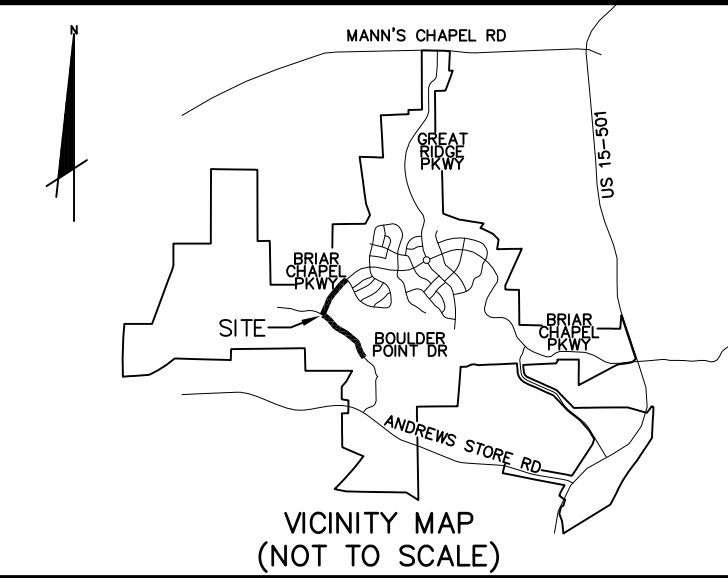 N
MANN'S CHAPEL RD
GREAT
RIDGE
PKWY
US 15-501
BRIAR
CHAPEL
PKWY
SITE
BOULDER
POINT DR
BRIAR
CHAPEL
PKWY
ANDREWS STORE RD
VICINITY MAP
(NOT TO SCALE)